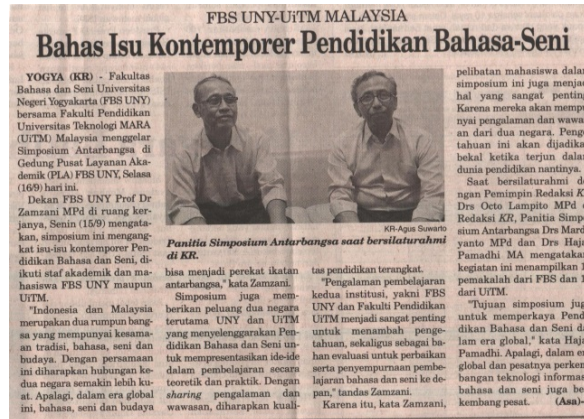 FBS UNY-UiTM MALAYSIA
Bahas Isu Kontemporer Pendidikan Bahasa-Seni
YOGYA (KR) - Fakultas
Bahasa dan Seni Universitas
Negeri Yogyakarta (FBS UNY)
bersama Fakulti Pendidikan
Universitas Teknologi MARA
(UiTM) Malaysia menggelar
Simposium Antarbangsa di
Gedung Pusat Layanan Aka-
demik (PLA) FBS UNY, Selasa
(16/9) hari ini.
Dekan FBS UNY Prof Dr
Zamzani MPd di ruang ker-
janya, Senin (15/9) mengata-
kan, simposium ini mengang-
kat isu-isu kontemporer Pen-
didikan Bahasa dan Seni, di-
ikuti staf akademik dan ma-
hasiswa FBS UNY maupun
UiTM.
"Indonesia dan Malaysia
merupakan dua rumpun bang-
sa yang mempunyai kesama-
an tradisi, bahasa, seni dan
budaya. Dengan persamaan
ini diharapkan hubungan ke-
dua negara semakin lebih ku-
at. Apalagi, dalam era global
ini, bahasa, seni dan budaya
KR-Agus Suwarto
Panitia Simposium Antarbangsa saat bersilaturahmi
di KR.
bisa menjadi perekat ikatan
antarbangsa," kata Zamzani.
Simposium juga mem-
berikan peluang dua negara
terutama UNY dan UiTM
yang menyelenggarakan Pen-
didikan Bahasa dan Seni un-
tuk mempresentasikan ide-ide
dalam pembelajaran secara
teoretik dan praktik. Dengan
sharing pengalaman dan
wawasan, diharapkan kuali-
tas pendidikan terangkat.
"Pengalaman pembelajaran
kedua institusi, yakni FBS
UNY dan Fakulti Pendidikan
UiTM menjadi sangat penting
untuk menambah penge-
tahuan, sekaligus sebagai ba-
han evaluasi untuk perbaikan
serta penyempurnaan pembe-
lajaran bahasa dan seni ke de-
pan," tandas Zamzani.
Karena itu, kata Zamzani,
pelibatan mahasiswa dalam
simposium ini juga menjadi
hal yang sangat penting.
Karena mereka akan mempu-
nyai pengalaman dan wawas-
an dari dua negara. Penge-
tahuan ini akan dijadikan
bekal ketika terjun dalam
dunia pendidikan nantinya.
Saat bersilaturahmi de-
ngan Pemimpin Redaksi KR
Drs Octo Lampito MPd di
Redaksi KR, Panitia Simpo-
sium Antarbangsa Drs Mardi-
yanto MPd dan Drs Hajar
Pamadhi MA mengatakan,
kegiatan ini menampilkan
pemakalah dari FBS dan
dari UiTM.
"Tujuan simposium juga
untuk memperkaya Pendi-
dikan Bahasa dan Seni da-
lam era global," kata Hajar
Pamadhi. Apalagi, dalam era
global dan pesatnya perkem-
bangan teknologi informasi
bahasa dan seni juga ber-
kembang pesat. (Asa)-